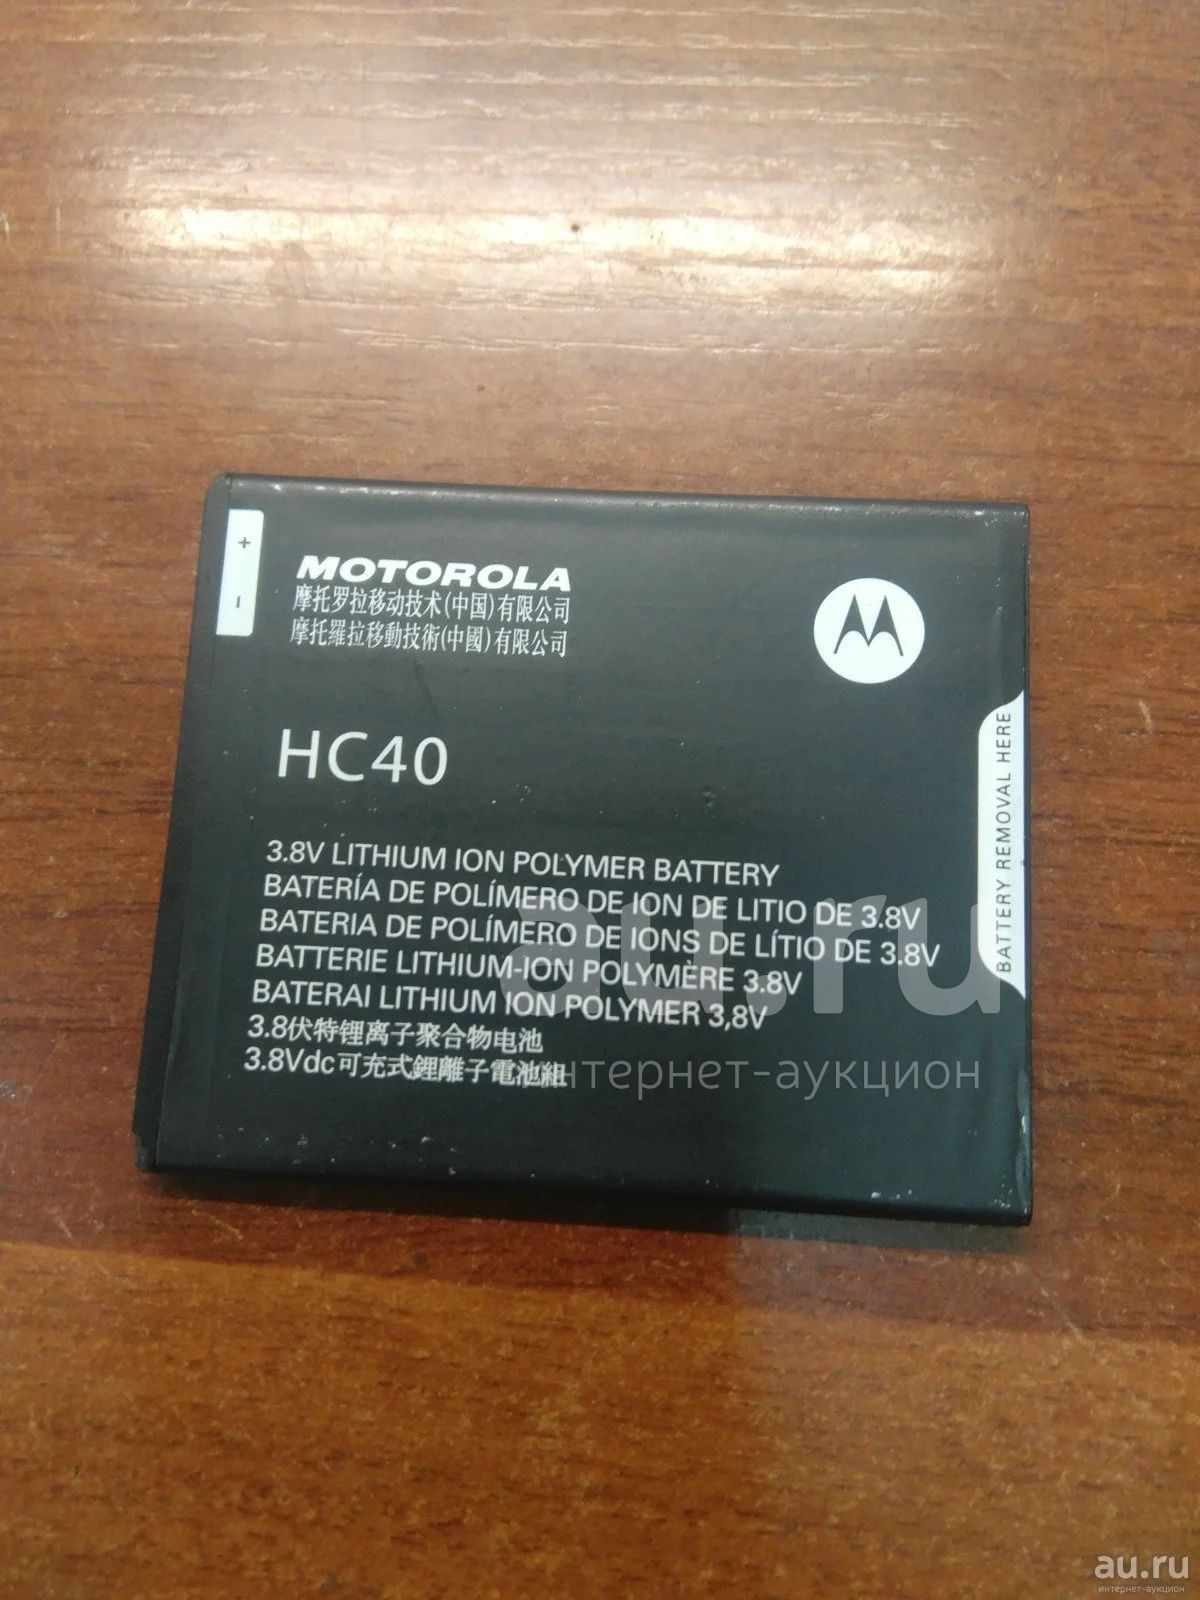 +
-
MOTOROLA
摩托罗拉移动技术(中国)有限公司
摩托羅拉移動技術(中國)有限公司
HC40
BATTERY REMOVAL HERE
3.8V LITHIUM ION POLYMER BATTERY
BATERÍA DE POLÍMERO DE ION DE LITIO DE 3.8V
BATERIA DE POLÍMERO DE IONS DE LÍTIO DE 3.8V
BATTERIE LITHIUM-ION POLYMÈRE 3.8V
BATERAI LITHIUM ION POLYMER 3,8V
3.8伏特锂离子聚合物电池
3.8Vdc可充式鋰離子電池組
au.ru
интернет-аукцион
au.ru
интернет-аукцион